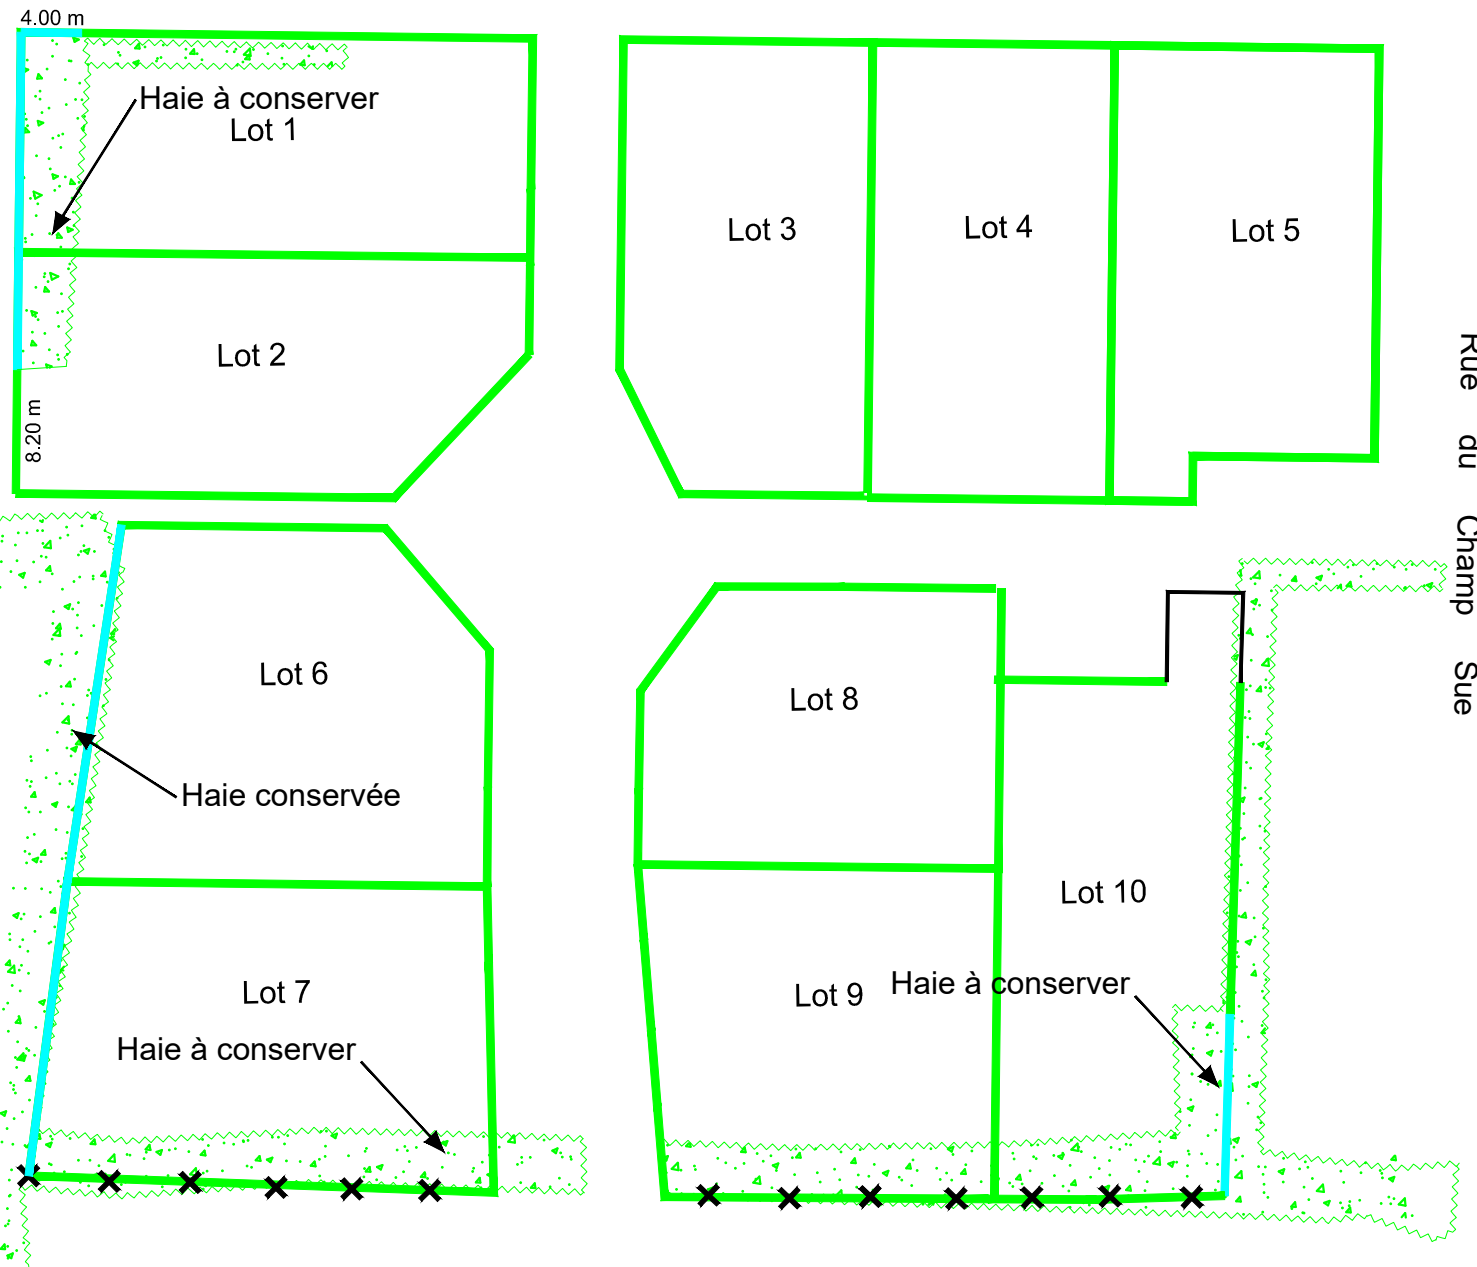 4.00 m
Haie à conserver
Lot 1
Lot 2
8.20 m
Lot 3
Lot 4
Lot 5
Rue du Champ Sue
Lot 6
Haie conservée
Lot 7
Haie à conserver
Lot 8
Lot 9
Haie à conserver
Lot 10